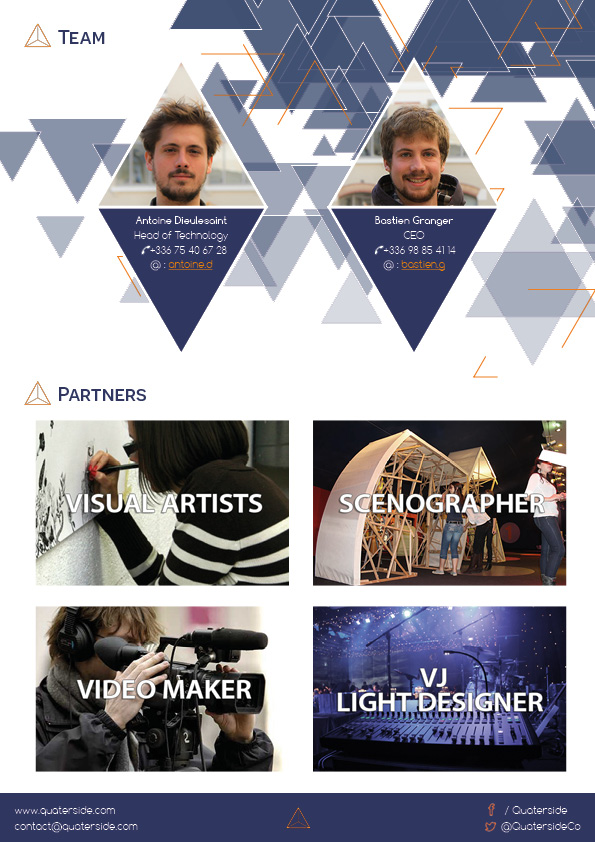 TEAM
Antoine Dieulesaint
Head of Technology
+336 75 40 67 28
@ : antoine.d
Bastien Granger
CEO
+336 98 85 41 14
@ : bastien.g
PARTNERS
VISUAL ARTISTS
SCENOGRAPHER
VIDEO MAKER
VJ
LIGHT DESIGNER
www.quaterside.com
contact@quaterside.com
/ Quaterside
@QuatersideCo